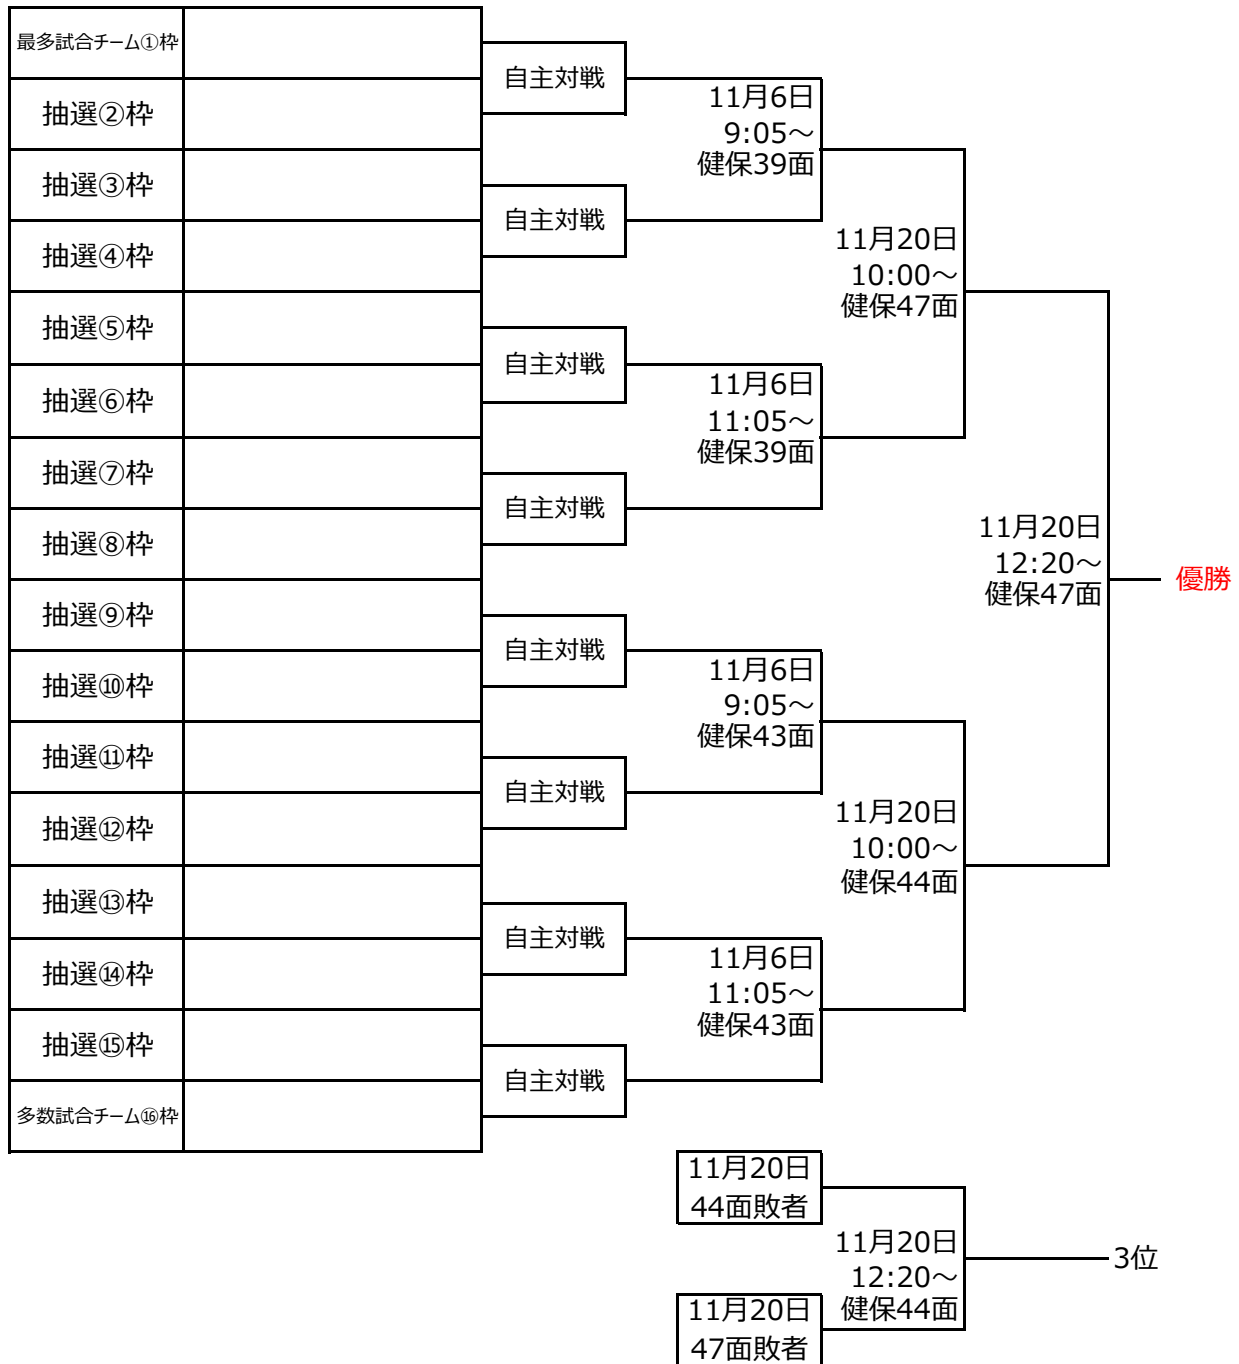 最多試合チーム①枠
抽選②枠
抽選③枠
抽選④枠
抽選⑤枠
抽選⑥枠
抽選⑦枠
抽選⑧枠
抽選⑨枠
抽選⑩枠
抽選⑪枠
抽選⑫枠
抽選⑬枠
抽選⑭枠
抽選⑮枠
多数試合チーム⑯枠
自主対戦
自主対戦
自主対戦
自主対戦
自主対戦
自主対戦
自主対戦
自主対戦
11月6日
9:05～
健保39面
11月6日
11:05～
健保39面
11月6日
9:05～
健保43面
11月6日
11:05～
健保43面
11月20日
10:00～
健保47面
11月20日
10:00～
健保44面
11月20日
12:20～
健保47面
優勝
11月20日
44面敗者
11月20日
47面敗者
11月20日
12:20～
健保44面
3位